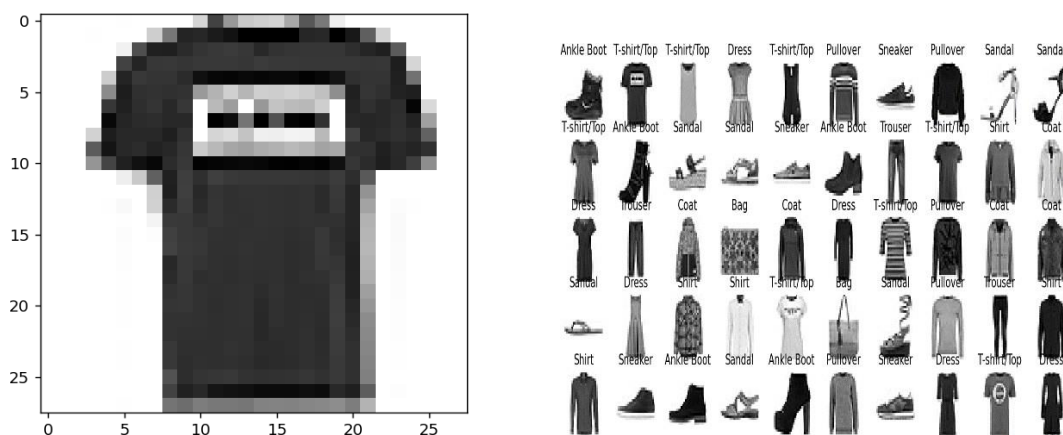 0
5
10
15
20
25
0 5 10 15 20 25
Ankle Boot T-shirt/Top T-shirt/Top Dress T-shirt/Top Pullover Sneaker Pullover Sandal Sanda
T-shirt/Top Ankle Boot Sandal Sandal Sneaker Ankle Boot Trouser T-shirt/Top Shirt Coat
Dress Trouser Coat Bag Coat Dress T-shirt/Top Pullover Coat Coat
Sandal Dress Shirt Shirt T-shirt/Top Bag Sandal Pullover Trouser Shirt
Shirt Sneaker Ankle Boot Sandal Ankle Boot Pullover Sneaker Dress T-shirt/Top Dress